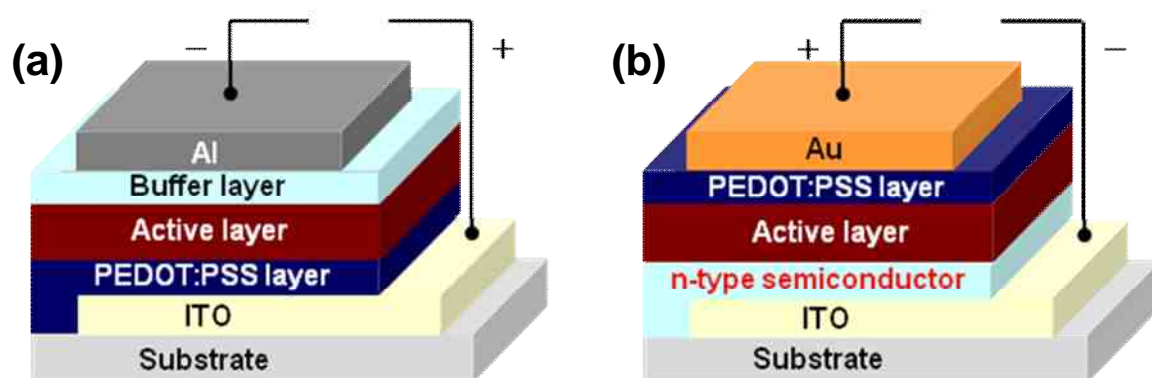 (a)
− +
Al
Buffer layer
Active layer
PEDOT:PSS layer
ITO
Substrate
(b)
+ −
Au
PEDOT:PSS layer
Active layer
n-type semiconductor
ITO
Substrate